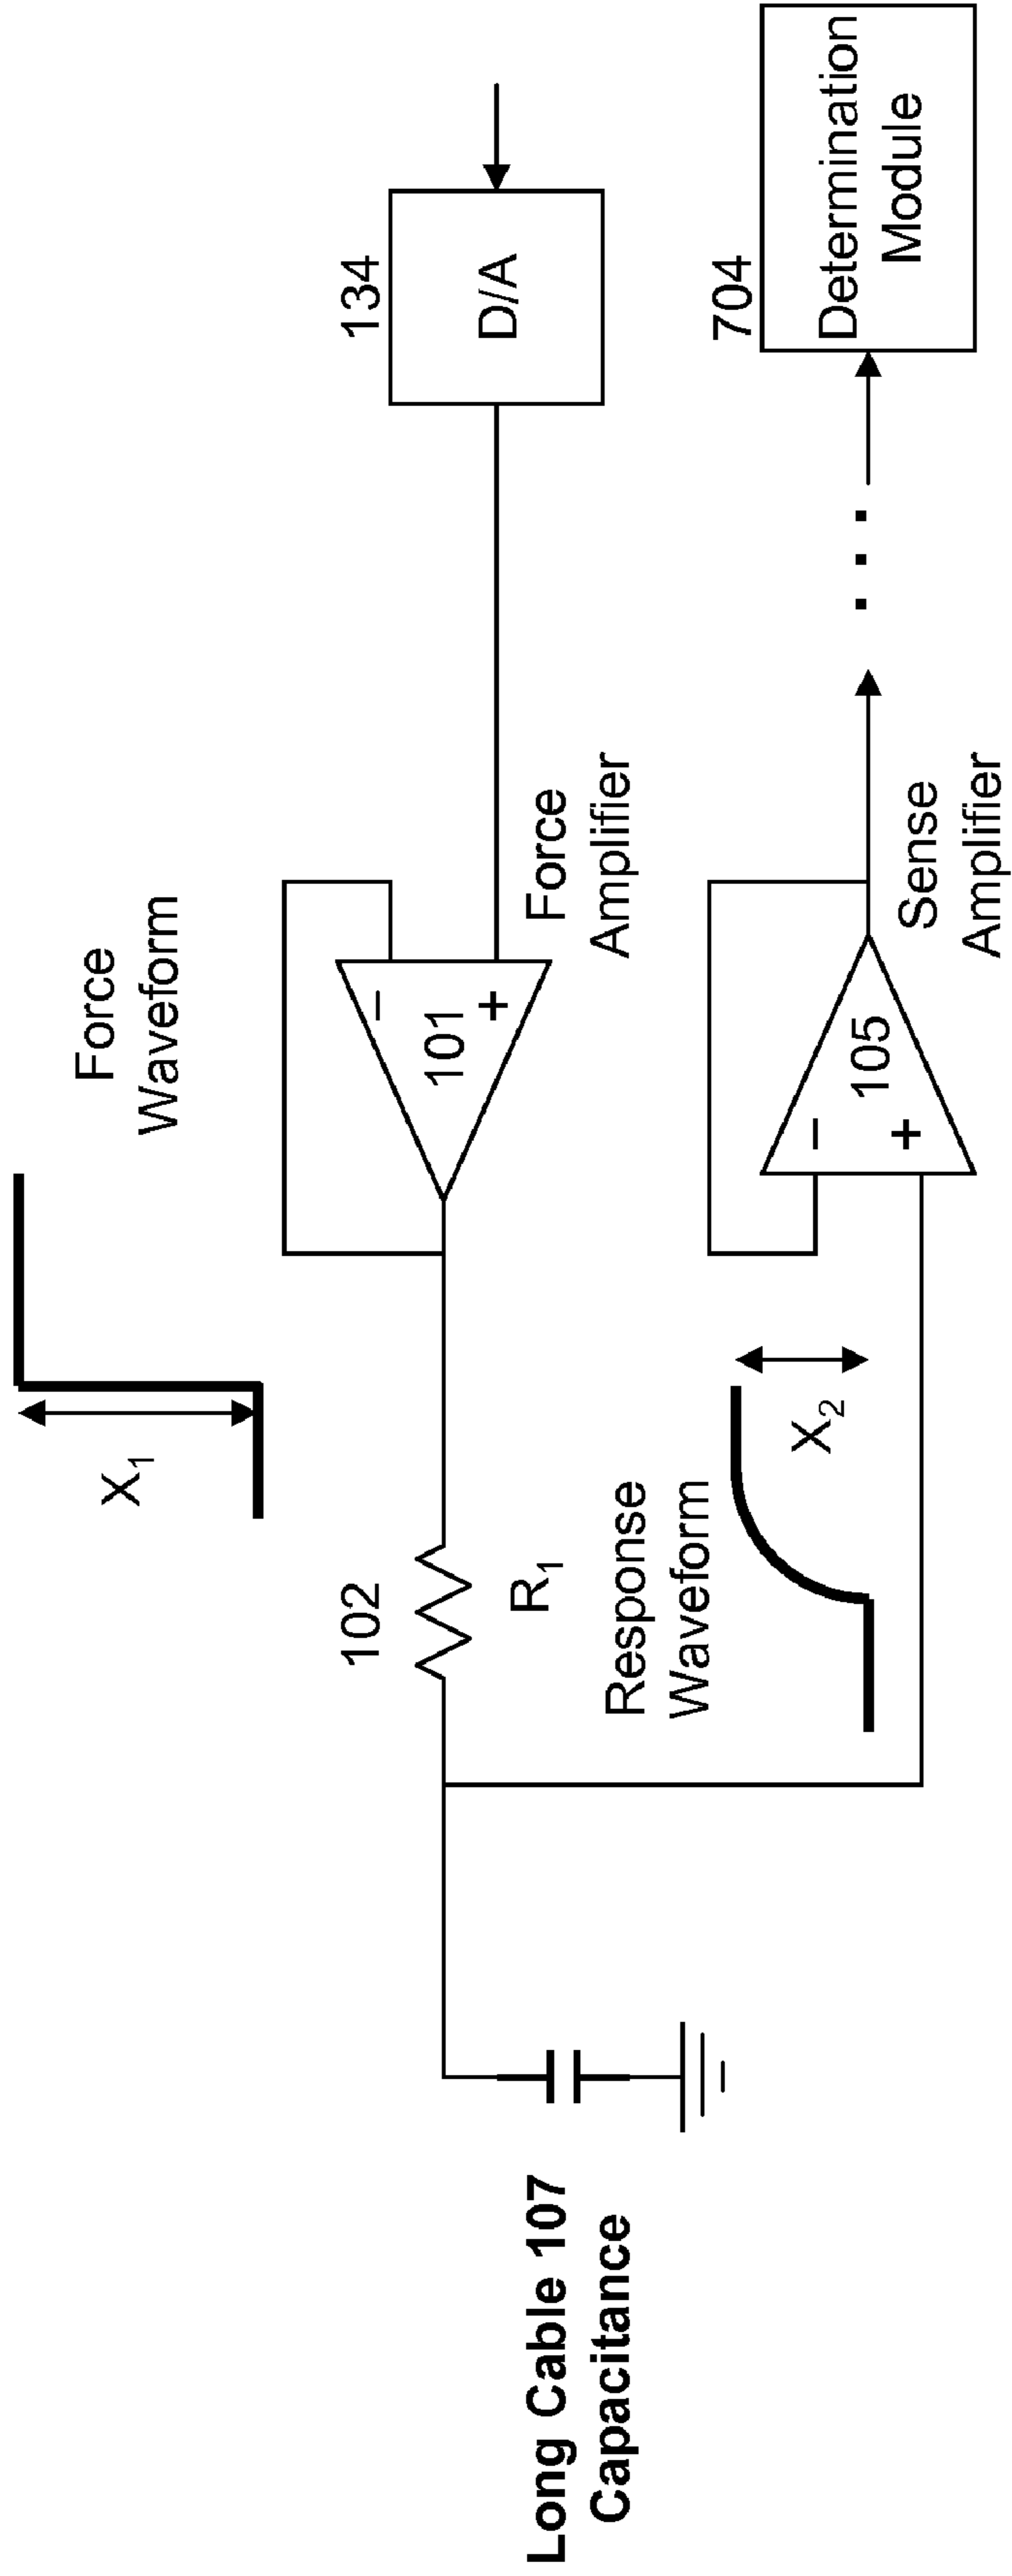 Force
Waveform
X1
134
D/A
−
101
+
Force
Amplifier
102
R1
Response
Waveform
X2
−
105
+
Sense
Amplifier
. . .
704
Determination
Module
Long Cable 107
Capacitance